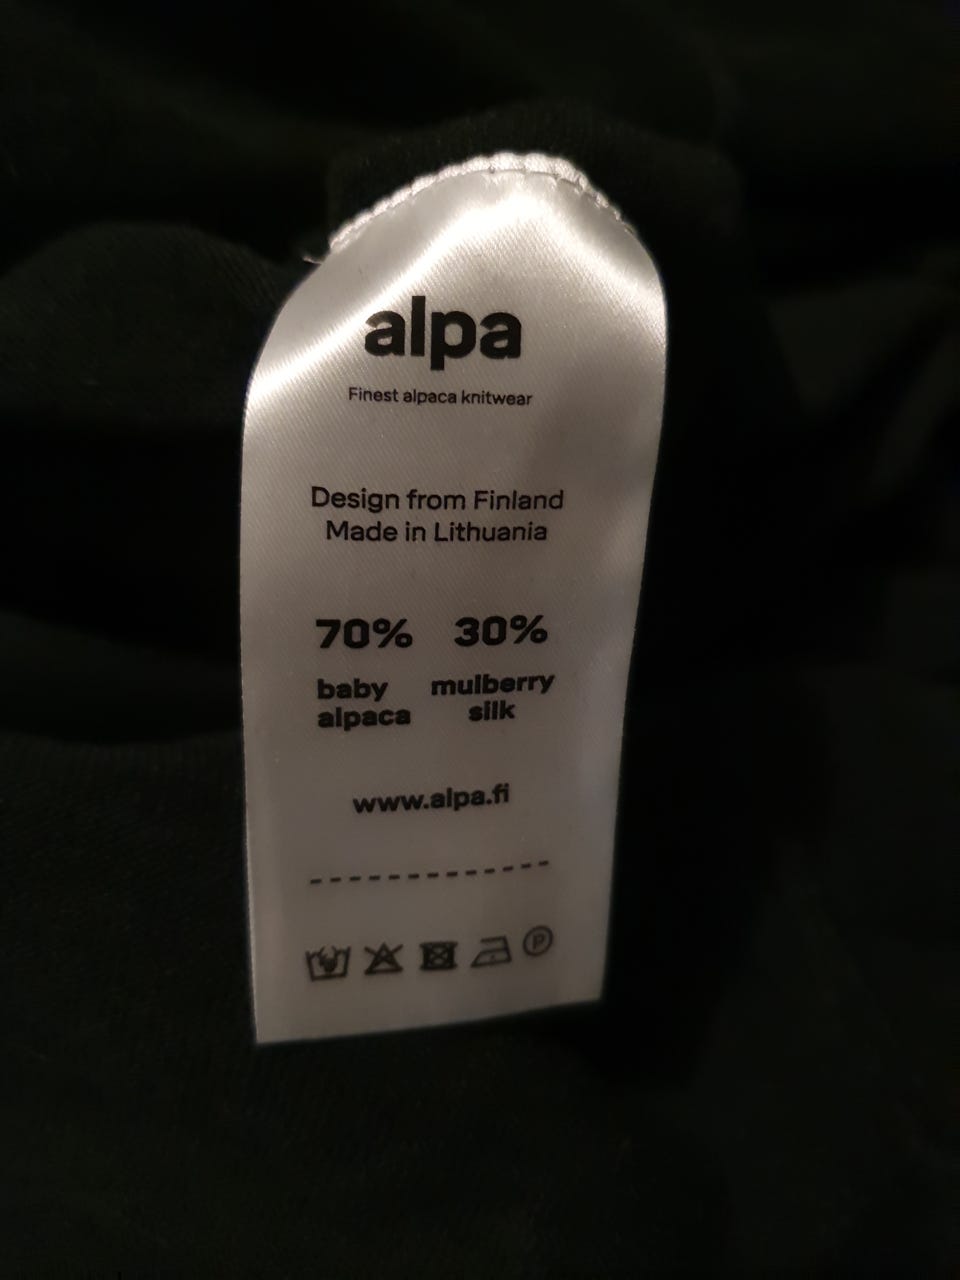 alpa
Finest alpaca knitwear
Design from Finland
Made in Lithuania
70% 30%
baby mulberry
alpaca silk
www.alpa.fi
P